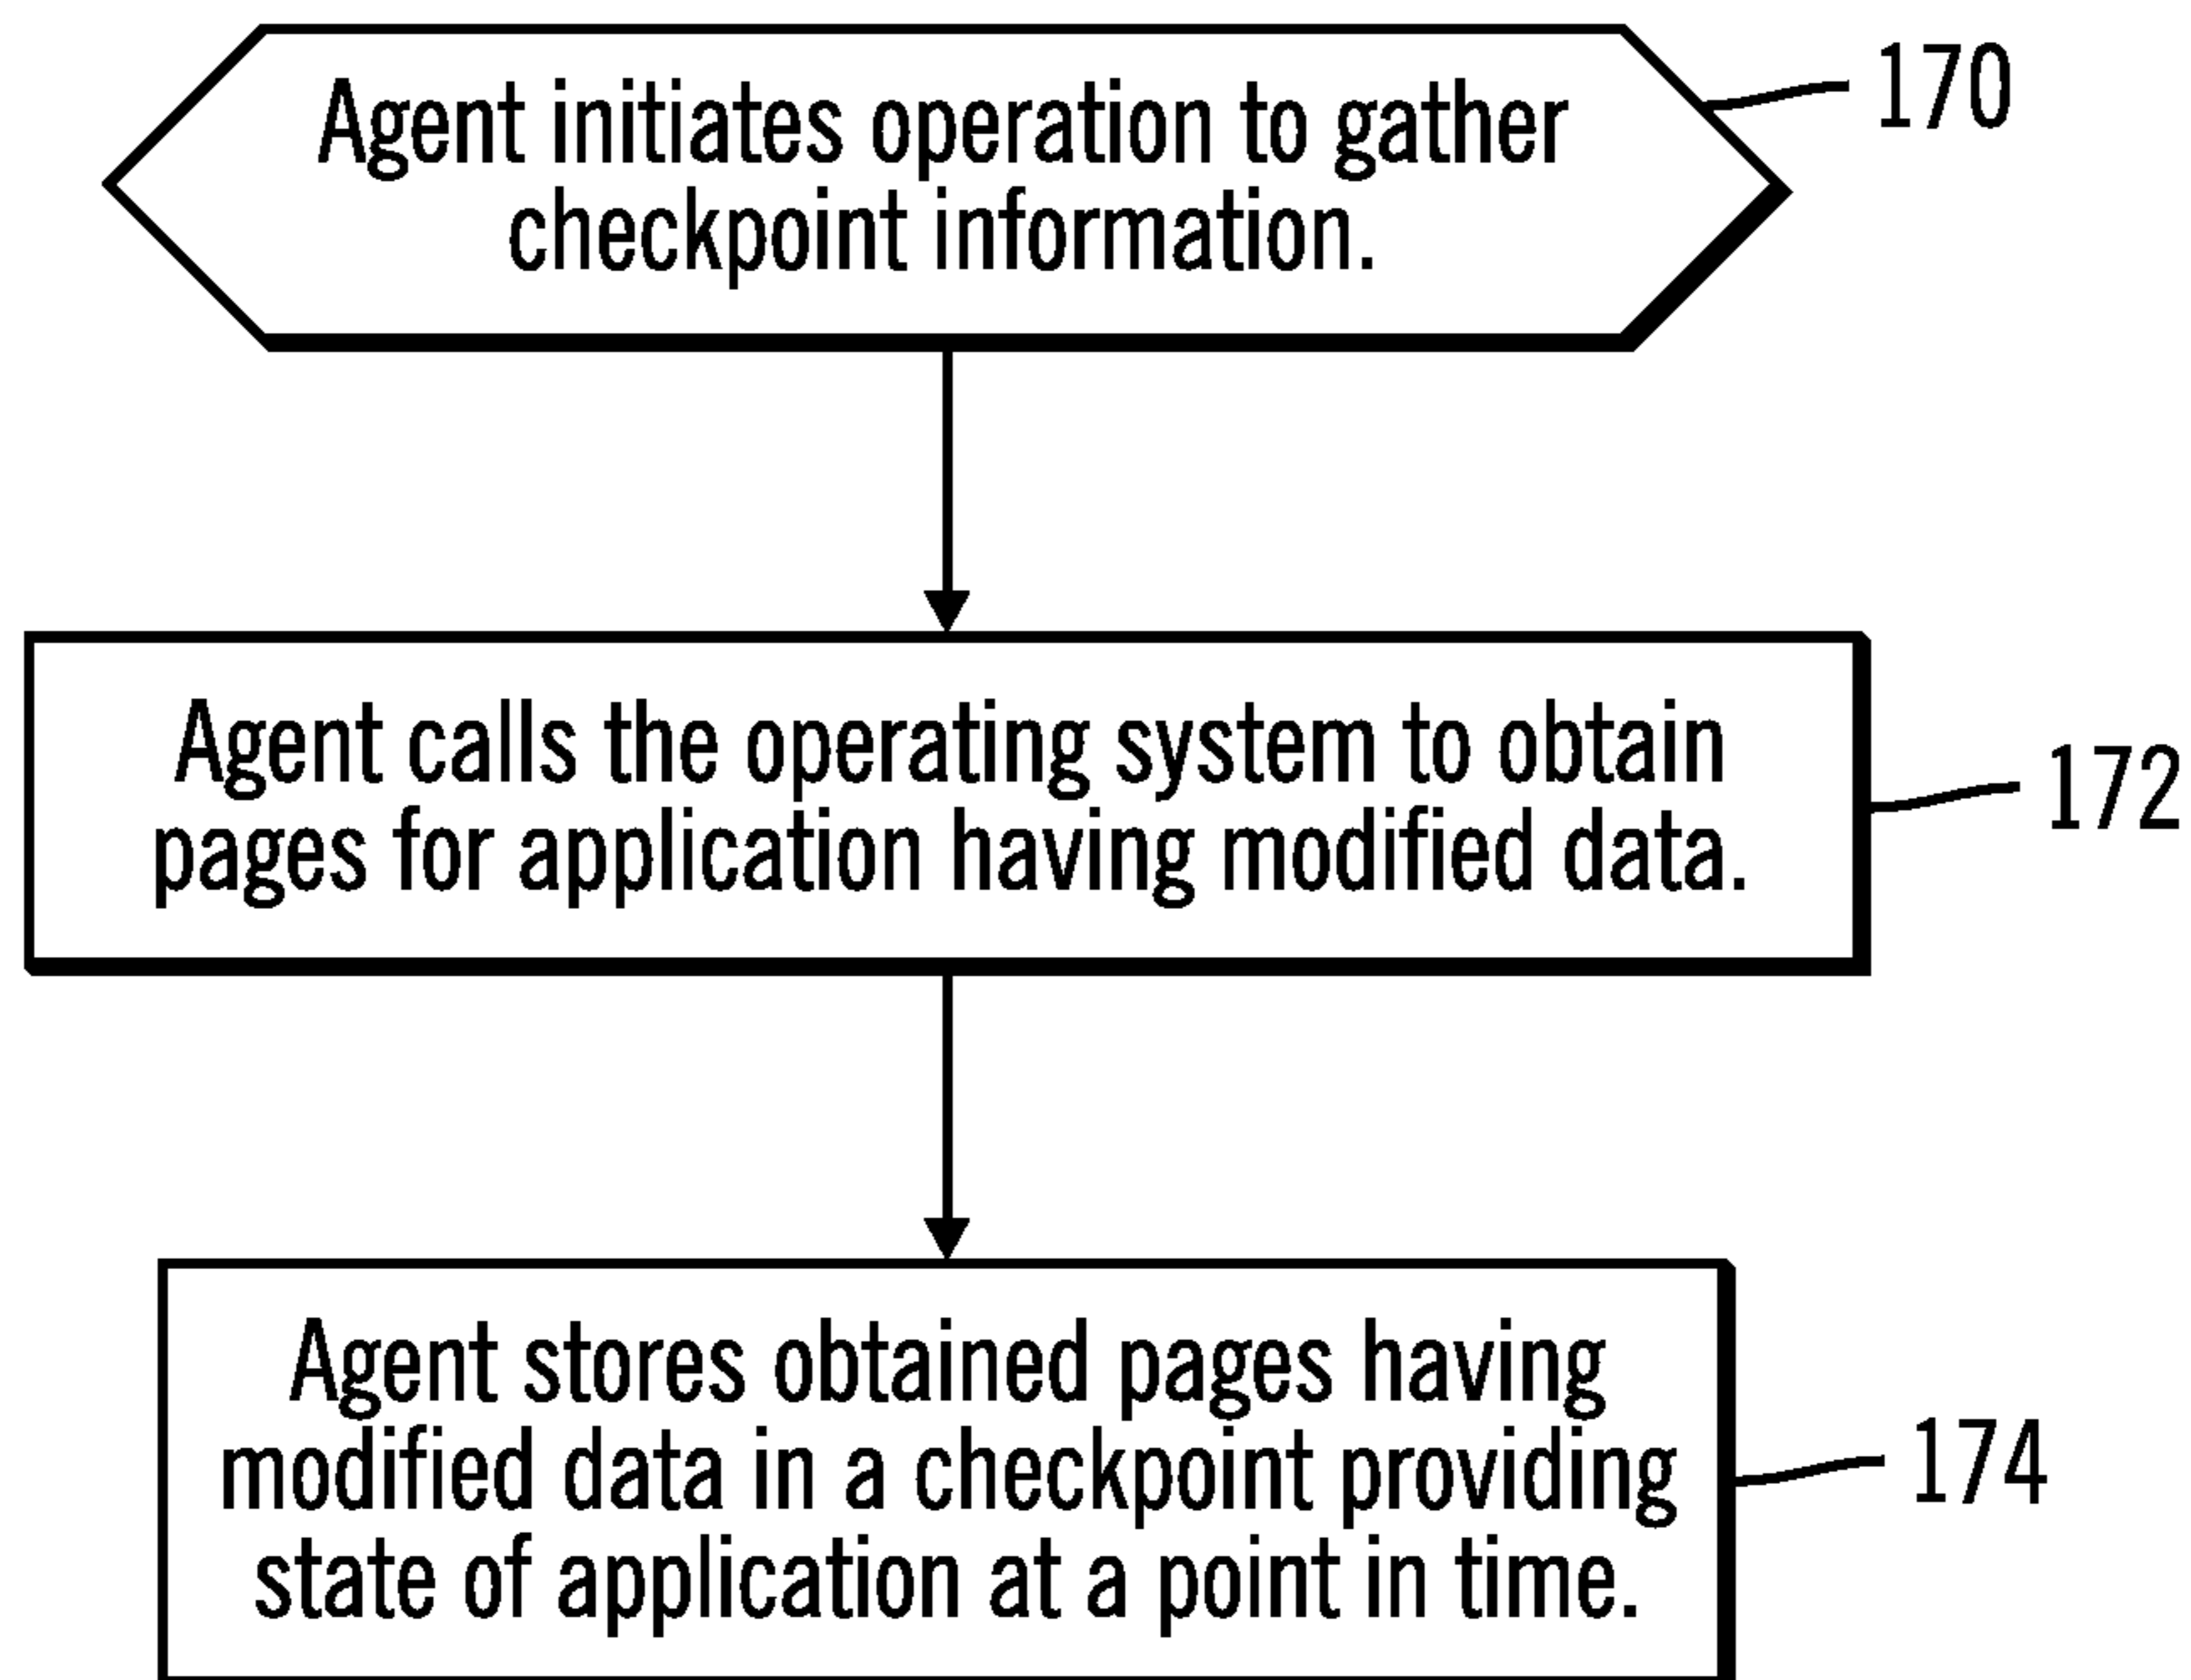 Agent initiates operation to gather
checkpoint information.
170
Agent calls the operating system to obtain
pages for application having modified data.
172
Agent stores obtained pages having
modified data in a checkpoint providing
state of application at a point in time.
174